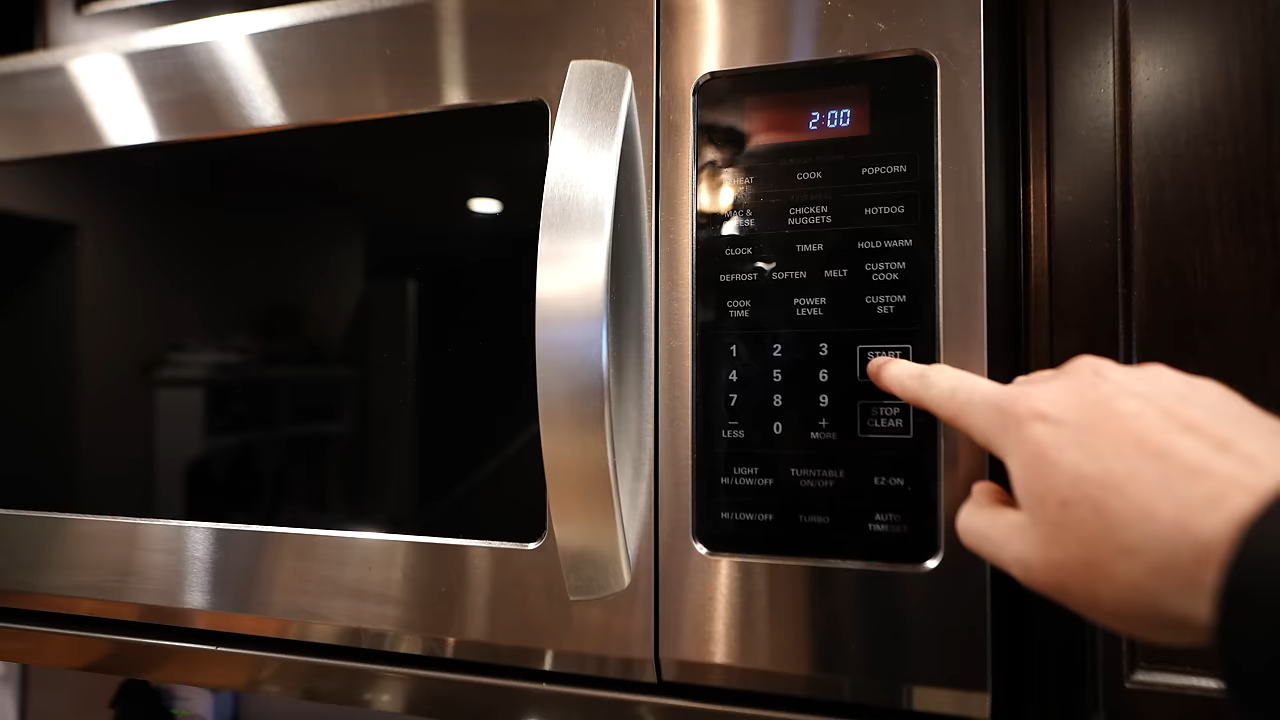 2:00
COOK
POPCORN
CHICKEN
NUGGETS
HOTDOG
MAC &
CLOCK
TIMER
HOLD WARM
DEFROST
SOFTEN
MELT
CUSTOM
COOK
COOK
TIME
POWER
LEVEL
CUSTOM
SET
1 2 3
START
4 5 6
7 8 9
STOP
CLEAR
–
LESS
0
+
MORE
LIGHT
HI/LOW/OFF
TURNTABLE
ON/OFF
EZ-ON
HI/LOW/OFF
TURBO
AUTO